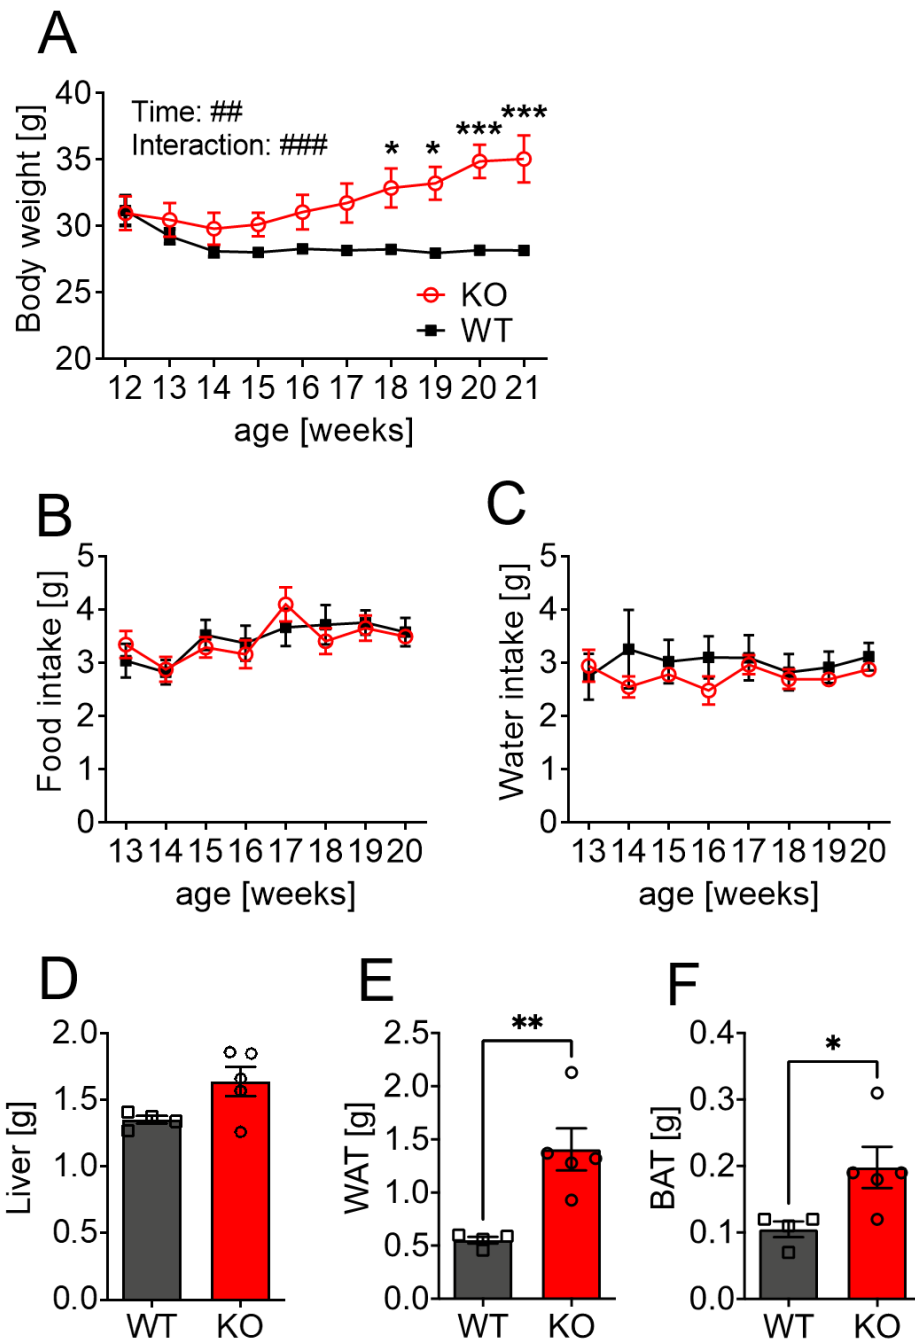 A
Body weight [g]
40
35
30
25
20
Time: ##
Interaction: ###
* * *** ***
KO
WT
12 13 14 15 16 17 18 19 20 21
age [weeks]
B
Food intake [g]
5
4
3
2
1
0
13 14 15 16 17 18 19 20
age [weeks]
C
Water intake [g]
5
4
3
2
1
0
13 14 15 16 17 18 19 20
age [weeks]
D
Liver [g]
2.0
1.5
1.0
0.5
0.0
WT KO
E
WAT [g]
2.5
2.0
1.5
1.0
0.5
0.0
**
WT KO
F
BAT [g]
0.4
0.3
0.2
0.1
0.0
*
WT KO